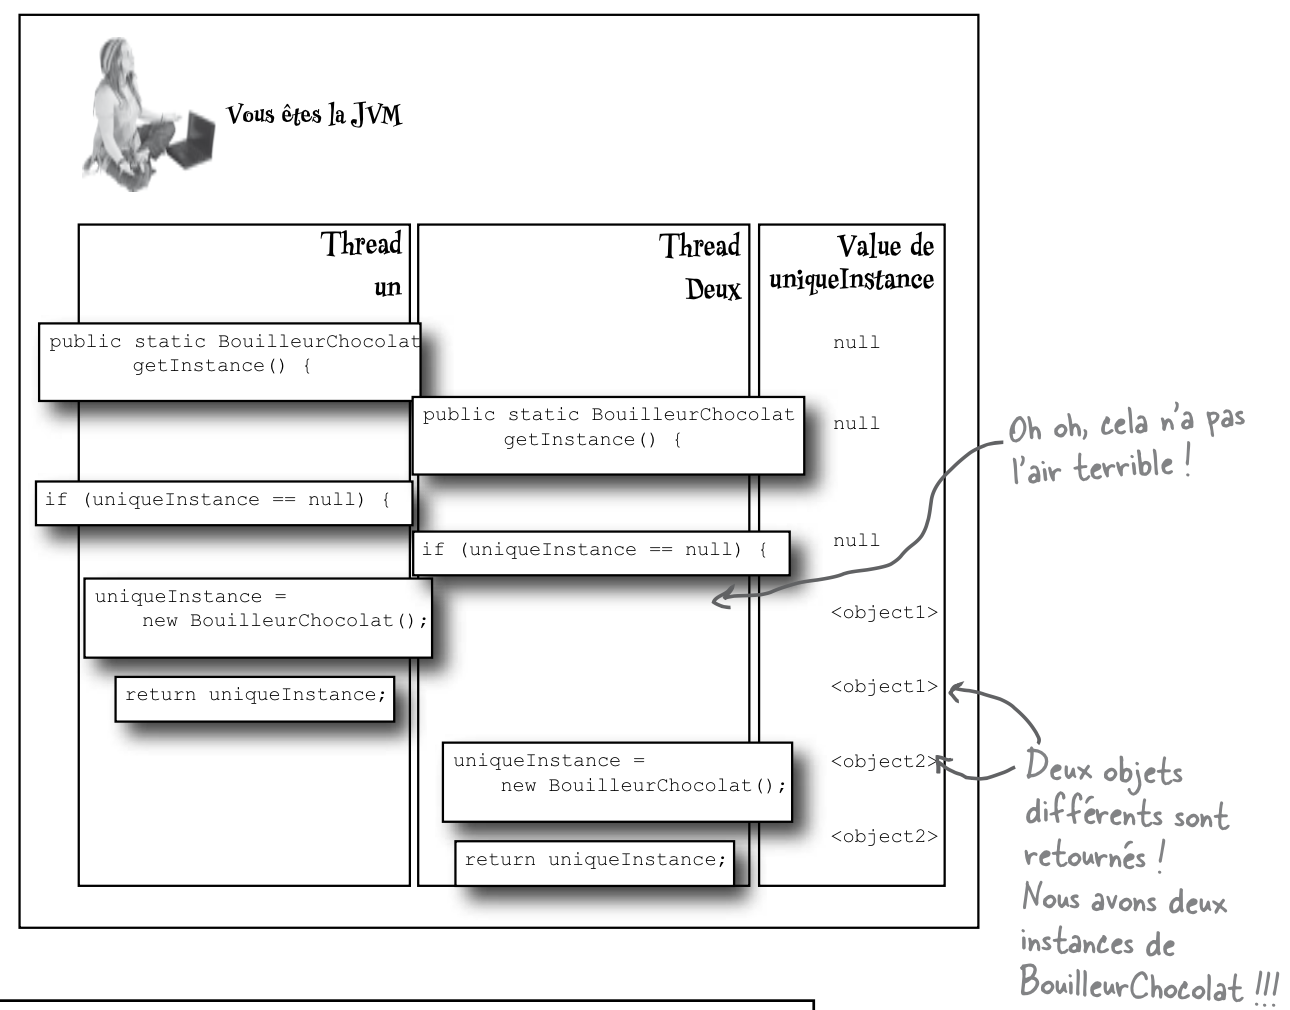 Vous êtes la JVM
Thread
un
Thread
Deux
Value de
uniqueInstance
public static BouilleurChocolat
getInstance() {
null
public static BouilleurChocolat
getInstance() {
null
if (uniqueInstance == null) {
if (uniqueInstance == null) {
null
uniqueInstance =
new BouilleurChocolat();
<object1>
return uniqueInstance;
<object1>
uniqueInstance =
new BouilleurChocolat();
<object2>
return uniqueInstance;
<object2>
Oh oh, cela n'a pas
l'air terrible !
Deux objets
différents sont
retournés !
Nous avons deux
instances de
BouilleurChocolat !!!